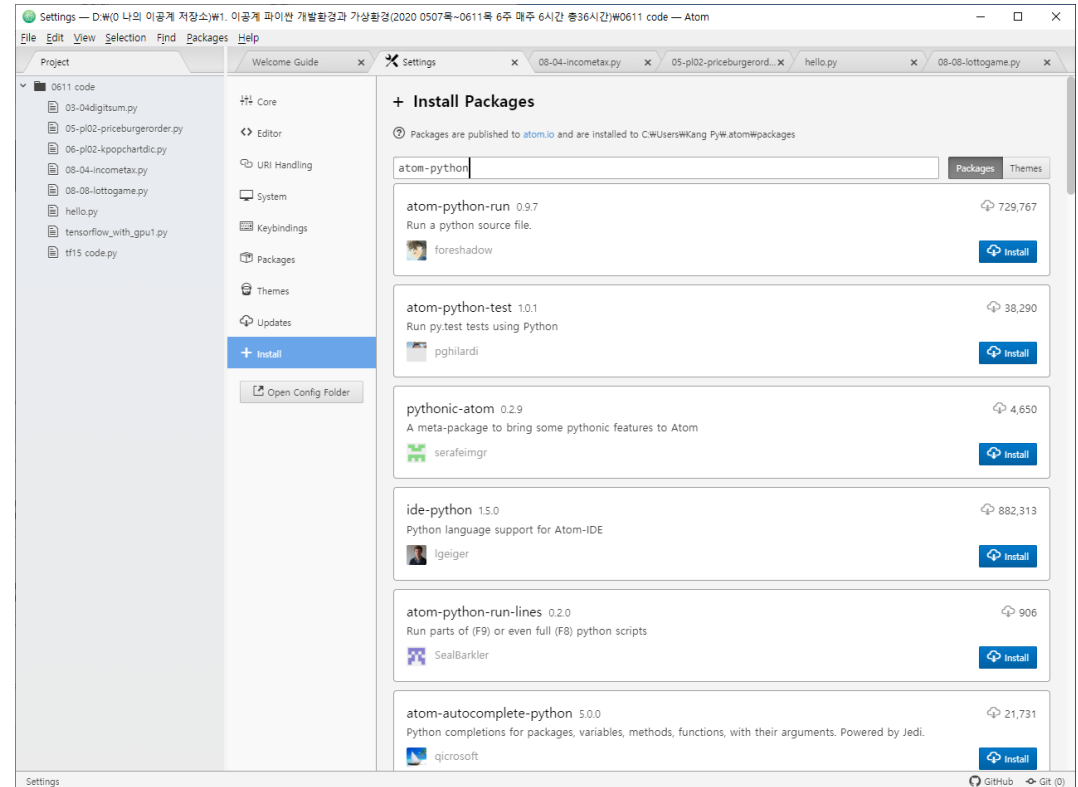 Settings — D:₩(0 나의 이공계 저장소)₩1. 이공계 파이썬 개발환경과 가상환경(2020 0507목~0611목 6주 매주 6시간 총36시간)₩0611 code — Atom
File Edit View Selection Find Packages Help
Project
Welcome Guide
Settings
08-04-incometax.py
05-pl02-priceburgerord...
hello.py
08-08-lottogame.py
0611 code
03-04digitsum.py
05-pl02-priceburgerorder.py
06-pl02-kpopchartdic.py
08-04-incometax.py
08-08-lottogame.py
hello.py
tensorflow_with_gpu1.py
tf15 code.py
Core
Editor
URI Handling
System
Keybindings
Packages
Themes
Updates
Install
Open Config Folder
+ Install Packages
Packages are published to atom.io and are installed to C:₩Users₩Kang Py₩.atom₩packages
atom-python
Packages Themes
atom-python-run 0.9.7 729,767
Run a python source file.
foreshadow Install
atom-python-test 1.0.1 38,290
Run py.test tests using Python
pghilardi Install
pythonic-atom 0.2.9 4,650
A meta-package to bring some pythonic features to Atom
serafeimgr Install
ide-python 1.5.0 882,313
Python language support for Atom-IDE
lgeiger Install
atom-python-run-lines 0.2.0 906
Run parts of (F9) or even full (F8) python scripts
SealBarkler Install
atom-autocomplete-python 5.0.0 21,731
Python completions for packages, variables, methods, functions, with their arguments. Powered by Jedi.
qicrosoft Install
Settings
GitHub Git (0)